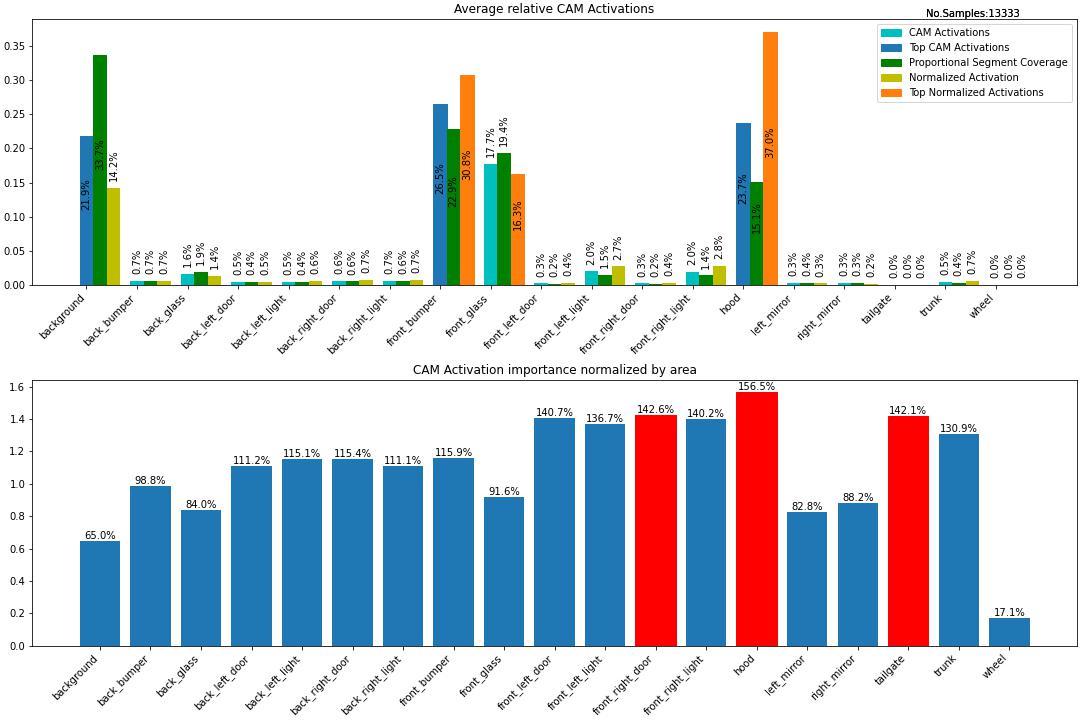 Average relative CAM Activations
No.Samples:13333
CAM Activations
Top CAM Activations
Proportional Segment Coverage
Normalized Activation
Top Normalized Activations
0.35
0.30
0.25
0.20
0.15
0.10
0.05
0.00
21.9% 33.7% 14.2%
0.7% 0.7% 0.7%
1.6% 1.9% 1.4%
0.5% 0.4% 0.5%
0.5% 0.4% 0.6%
0.6% 0.6% 0.7%
0.7% 0.6% 0.7%
26.5% 22.9% 30.8%
17.7% 19.4% 16.3%
0.3% 0.2% 0.4%
2.0% 1.5% 2.7%
0.3% 0.2% 0.4%
2.0% 1.4% 2.8%
23.7% 15.1% 37.0%
0.3% 0.4% 0.3%
0.3% 0.3% 0.2%
0.0% 0.0% 0.0%
0.5% 0.4% 0.7%
0.0% 0.0% 0.0%
background
back_bumper
back_glass
back_left_door
back_left_light
back_right_door
back_right_light
front_bumper
front_glass
front_left_door
front_left_light
front_right_door
front_right_light
hood
left_mirror
right_mirror
tailgate
trunk
wheel
CAM Activation importance normalized by area
1.6
1.4
1.2
1.0
0.8
0.6
0.4
0.2
0.0
65.0%
98.8%
84.0%
111.2%
115.1%
115.4%
111.1%
115.9%
91.6%
140.7%
136.7%
142.6%
140.2%
156.5%
82.8%
88.2%
142.1%
130.9%
17.1%
background
back_bumper
back_glass
back_left_door
back_left_light
back_right_door
back_right_light
front_bumper
front_glass
front_left_door
front_left_light
front_right_door
front_right_light
hood
left_mirror
right_mirror
tailgate
trunk
wheel